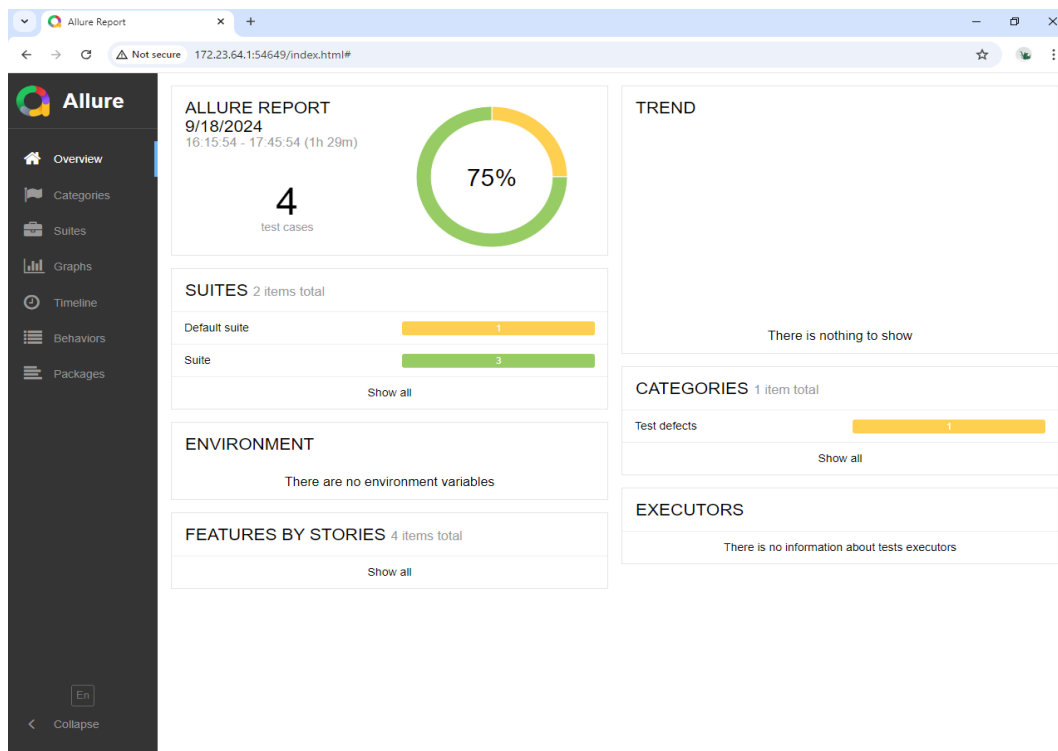 Allure Report
Not secure 172.23.64.1:54649/index.html#
Allure
Overview
Categories
Suites
Graphs
Timeline
Behaviors
Packages
En
Collapse
ALLURE REPORT
9/18/2024
16:15:54 - 17:45:54 (1h 29m)
4
test cases
75%
SUITES 2 items total
Default suite 1
Suite 3
Show all
ENVIRONMENT
There are no environment variables
FEATURES BY STORIES 4 items total
Show all
TREND
There is nothing to show
CATEGORIES 1 item total
Test defects 1
Show all
EXECUTORS
There is no information about tests executors